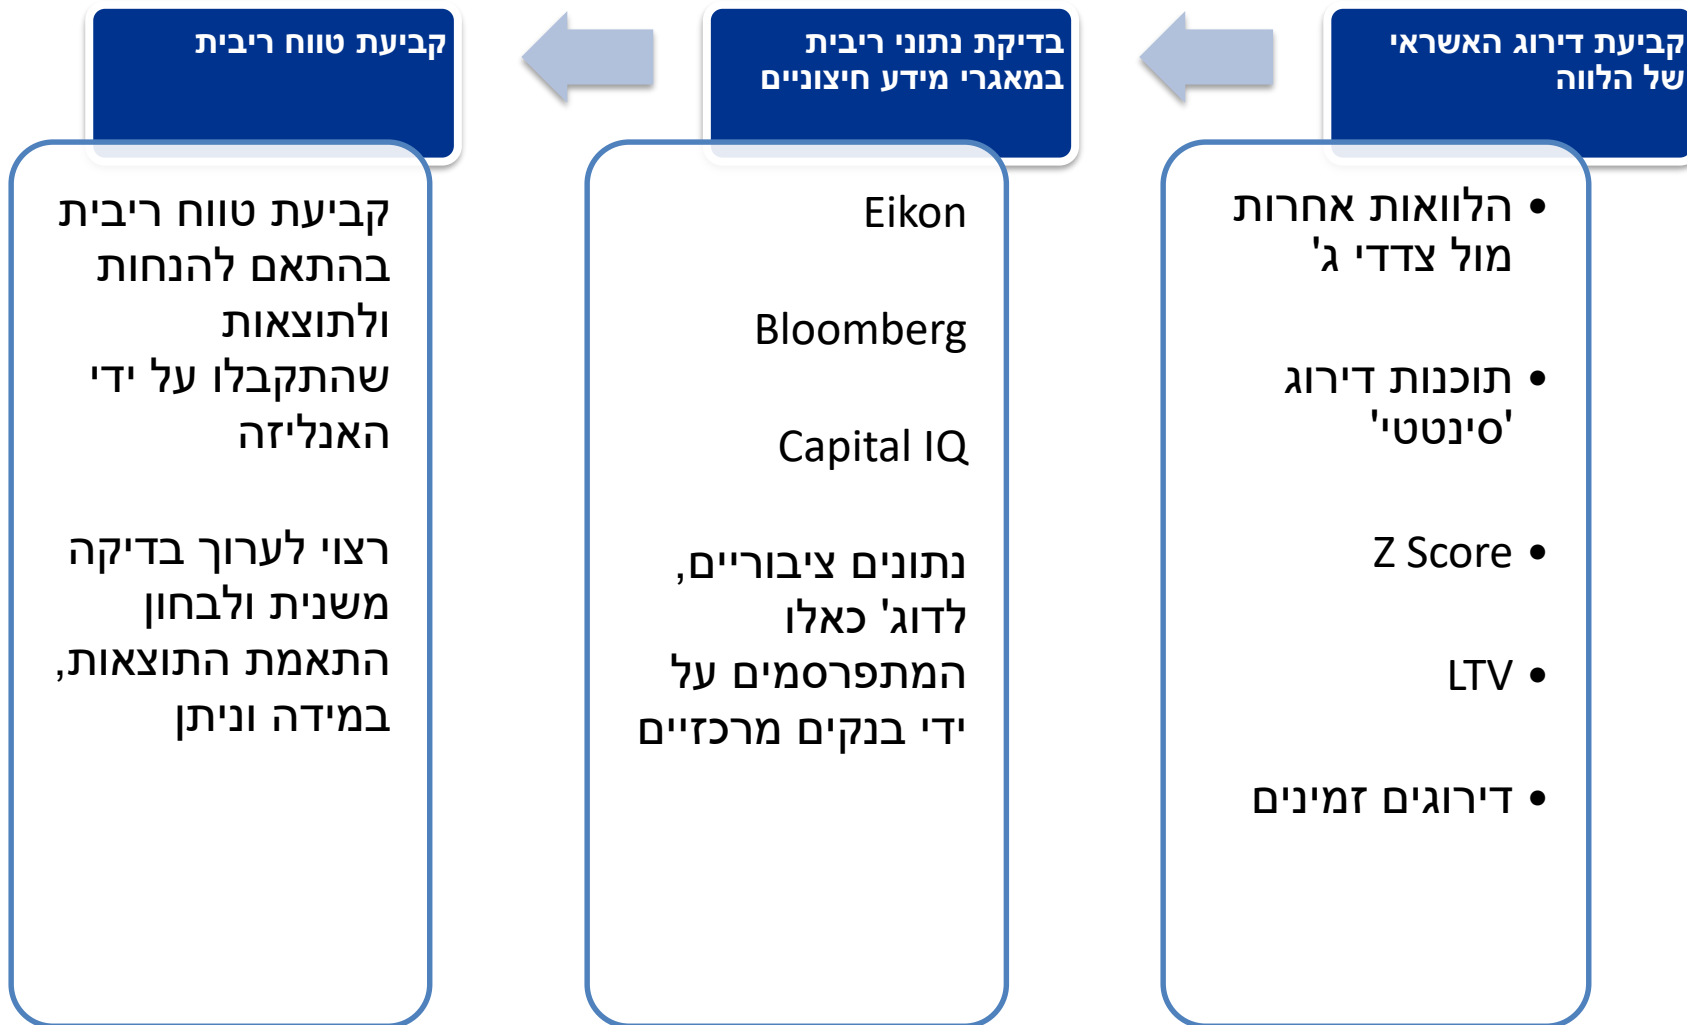 קביעת דירוג האשראי
של הלווה
• הלוואות אחרות
מול צדדי ג'
• תוכנות דירוג
'סינטטי'
• Z Score
• LTV
• דירוגים זמינים
בדיקת נתוני ריבית
במאגרי מידע חיצוניים
Eikon
Bloomberg
Capital IQ
נתונים ציבוריים,
לדוג' כאלו
המתפרסמים על
ידי בנקים מרכזיים
קביעת טווח ריבית
קביעת טווח ריבית
בהתאם להנחות
ולתוצאות
שהתקבלו על ידי
האנליזה
רצוי לערוך בדיקה
משנית ולבחון
התאמת התוצאות,
במידה וניתן